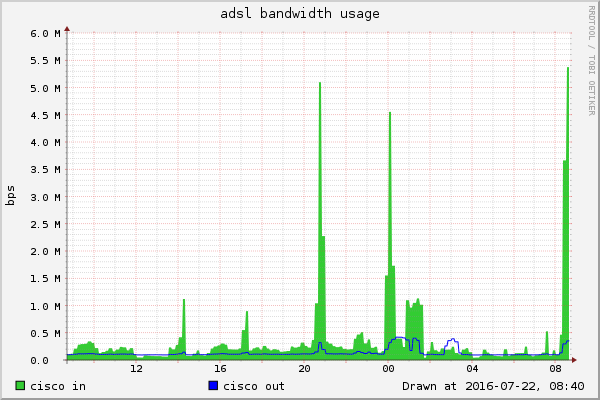 adsl bandwidth usage
RRDTOOL / TOBI OETIKER
bps
6.0 M
5.5 M
5.0 M
4.5 M
4.0 M
3.5 M
3.0 M
2.5 M
2.0 M
1.5 M
1.0 M
0.5 M
0.0
12 16 20 00 04 08
cisco in cisco out Drawn at 2016-07-22, 08:40